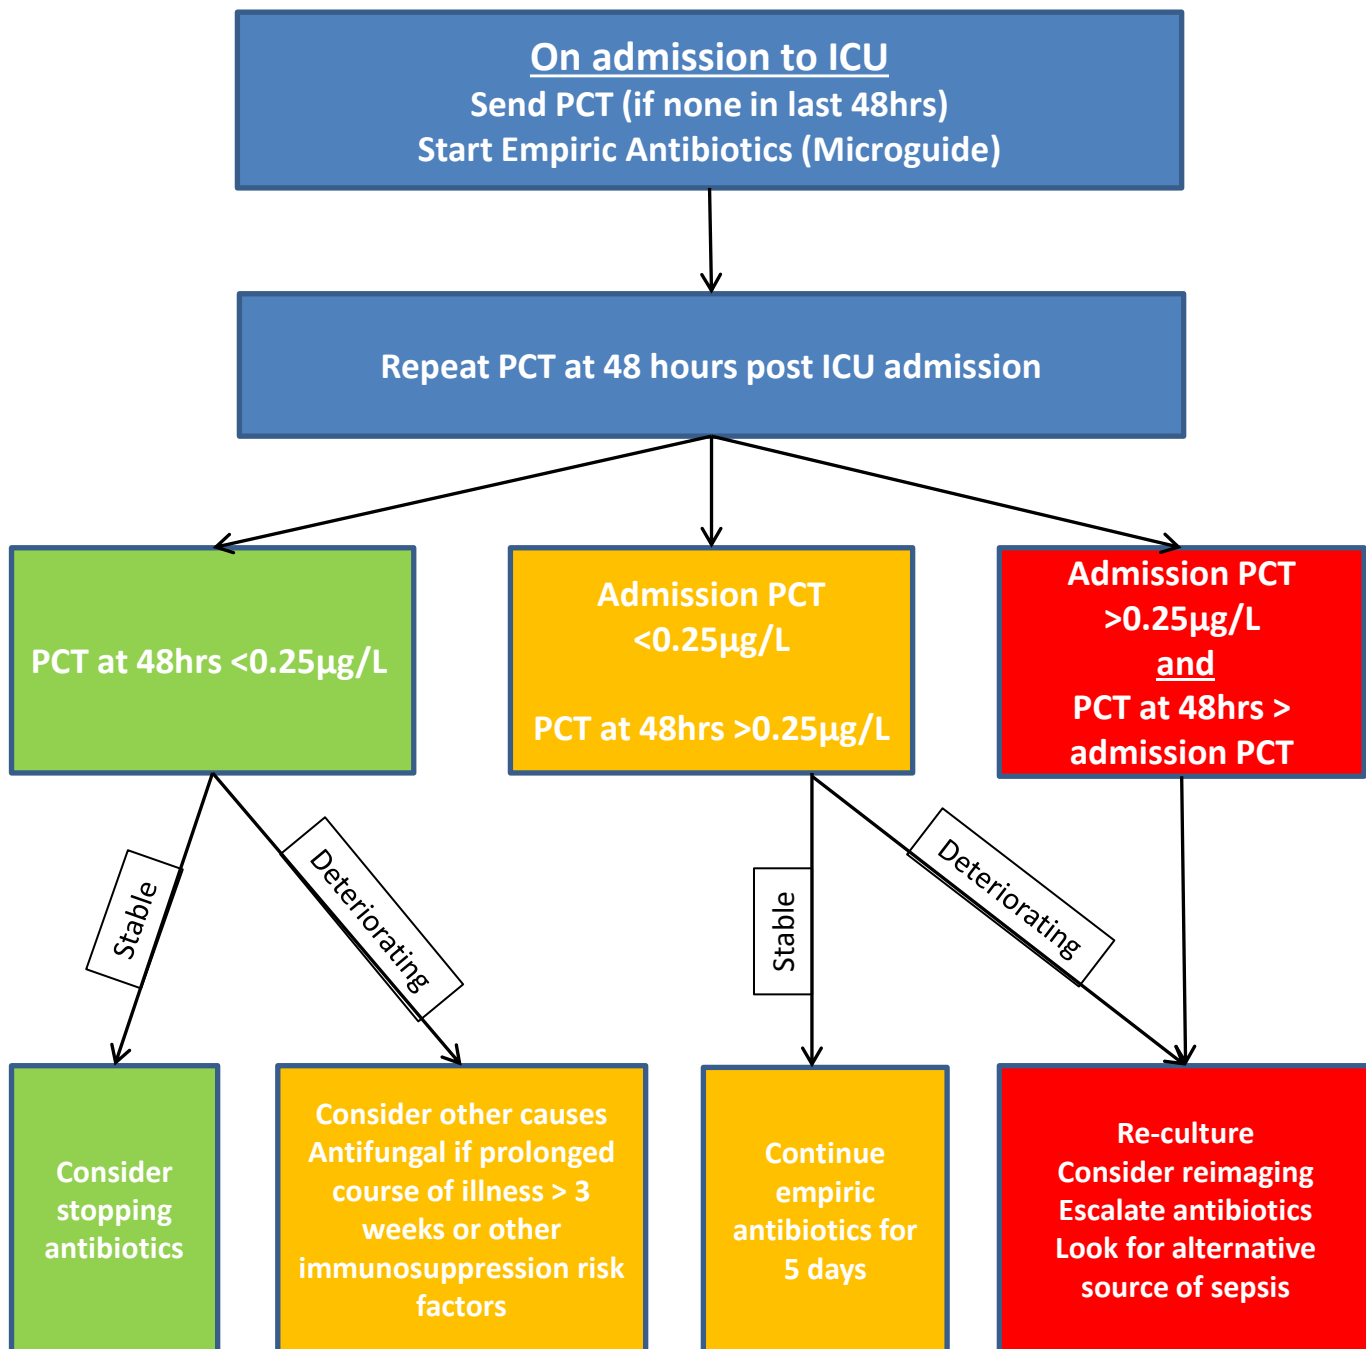 On admission to ICU
Send PCT (if none in last 48hrs)
Start Empiric Antibiotics (Microguide)
Repeat PCT at 48 hours post ICU admission
PCT at 48hrs <0.25µg/L
Admission PCT
<0.25µg/L
PCT at 48hrs >0.25µg/L
Admission PCT
>0.25µg/L
and
PCT at 48hrs >
admission PCT
Stable
Deteriorating
Stable
Deteriorating
Consider
stopping
antibiotics
Consider other causes
Antifungal if prolonged
course of illness > 3
weeks or other
immunosuppression risk
factors
Continue
empiric
antibiotics for
5 days
Re-culture
Consider reimaging
Escalate antibiotics
Look for alternative
source of sepsis